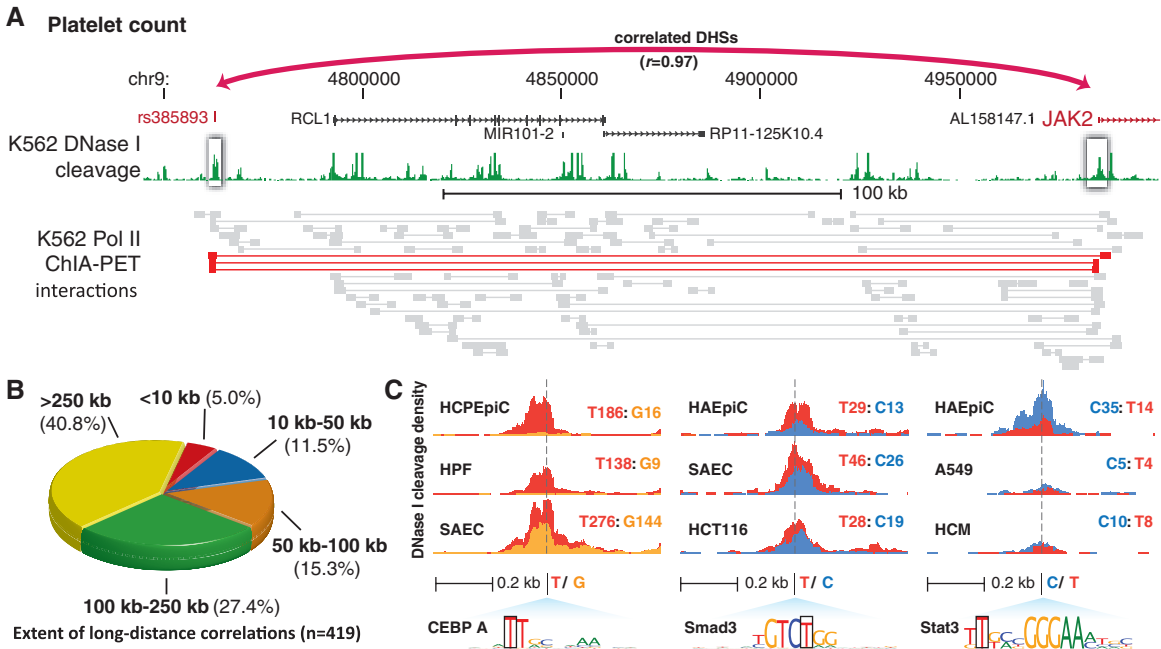 A
Platelet count
correlated DHSs
(r=0.97)
chr9:
4800000
4850000
4900000
4950000
rs385893
RCL1
MIR101-2
RP11-125K10.4
AL158147.1
JAK2
K562 DNase I
cleavage
100 kb
K562 Pol II
ChIA-PET
interactions
B
>250 kb
(40.8%)
<10 kb (5.0%)
10 kb-50 kb
(11.5%)
50 kb-100 kb
(15.3%)
100 kb-250 kb (27.4%)
Extent of long-distance correlations (n=419)
C
DNase I cleavage density
HCPEpiC
T186: G16
HPF
T138: G9
SAEC
T276: G144
0.2 kb
T/ G
CEBP A
TT
HAEpiC
T29: C13
SAEC
T46: C26
HCT116
T28: C19
0.2 kb
T/ C
Smad3
GTCT
HAEpiC
C35: T14
A549
C5: T4
HCM
C10: T8
0.2 kb
C/ T
Stat3
GGGAA